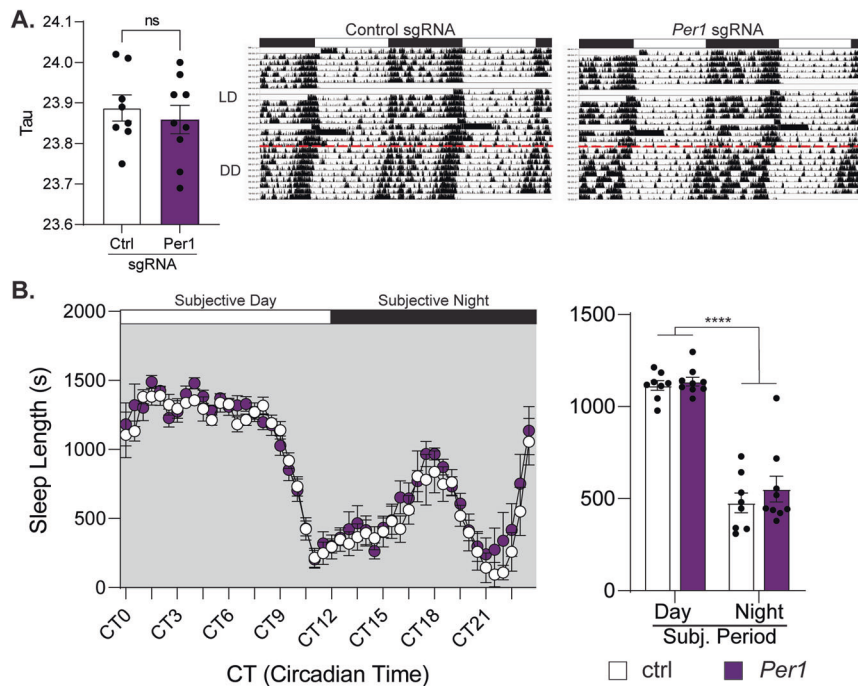 A.
ns
24.1
24.0
23.9
23.8
23.7
23.6
Tau
Ctrl Per1
sgRNA
Control sgRNA
Per1 sgRNA
LD
DD
B.
Subjective Day Subjective Night
2000
1500
1000
500
0
Sleep Length (s)
CT0 CT3 CT6 CT9 CT12 CT15 CT18 CT21
CT (Circadian Time)
1500
1000
500
0
****
Day Night
Subj. Period
ctrl Per1